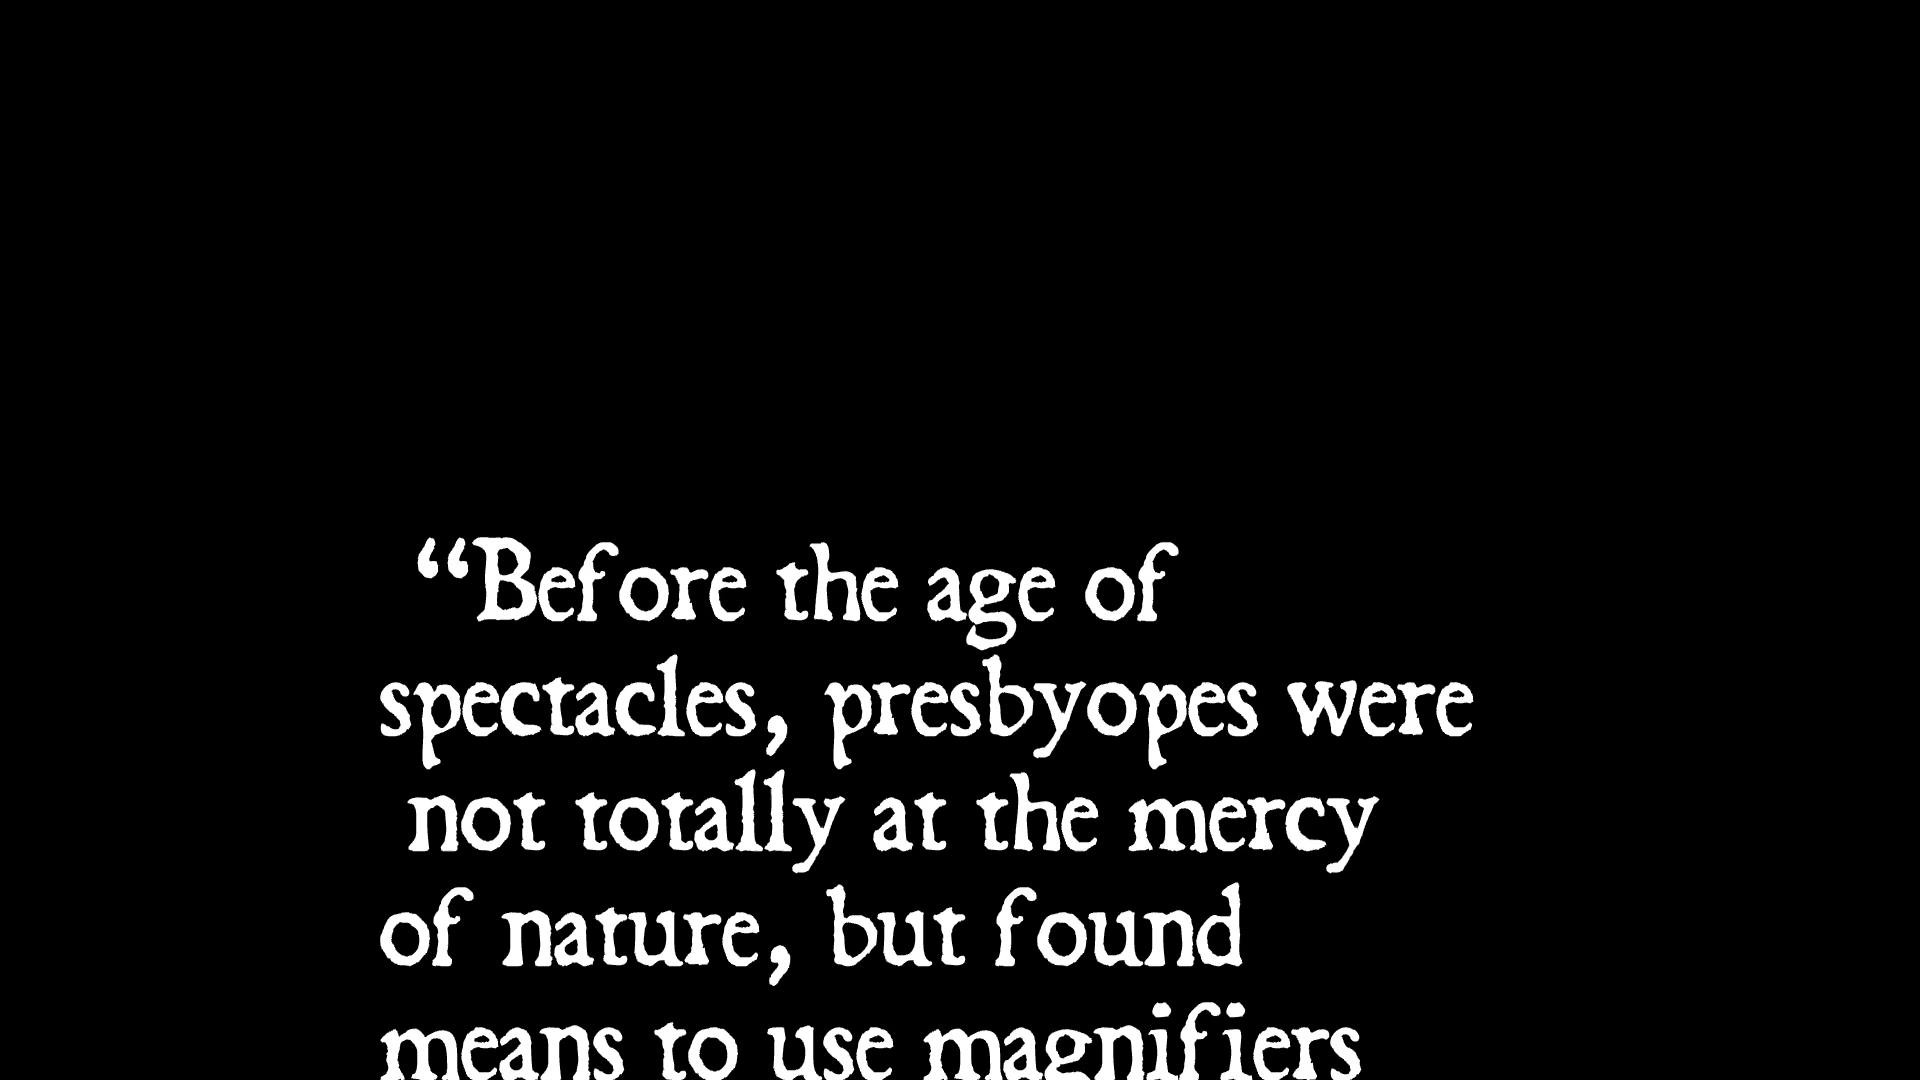 “Before the age of
spectacles, presbyopes were
not totally at the mercy
of nature, but found
means to use magnifiers